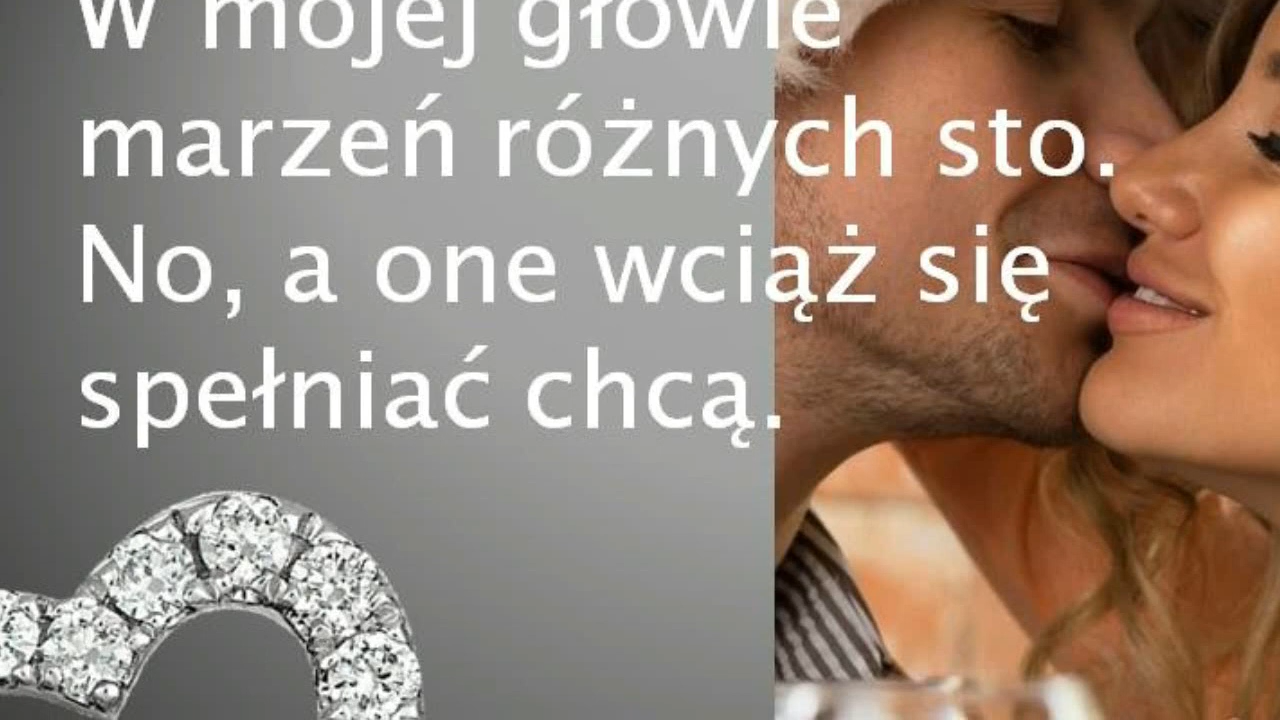 W mojej głowie
marzeń różnych sto.
No, a one wciąż się
spełniać chcą.